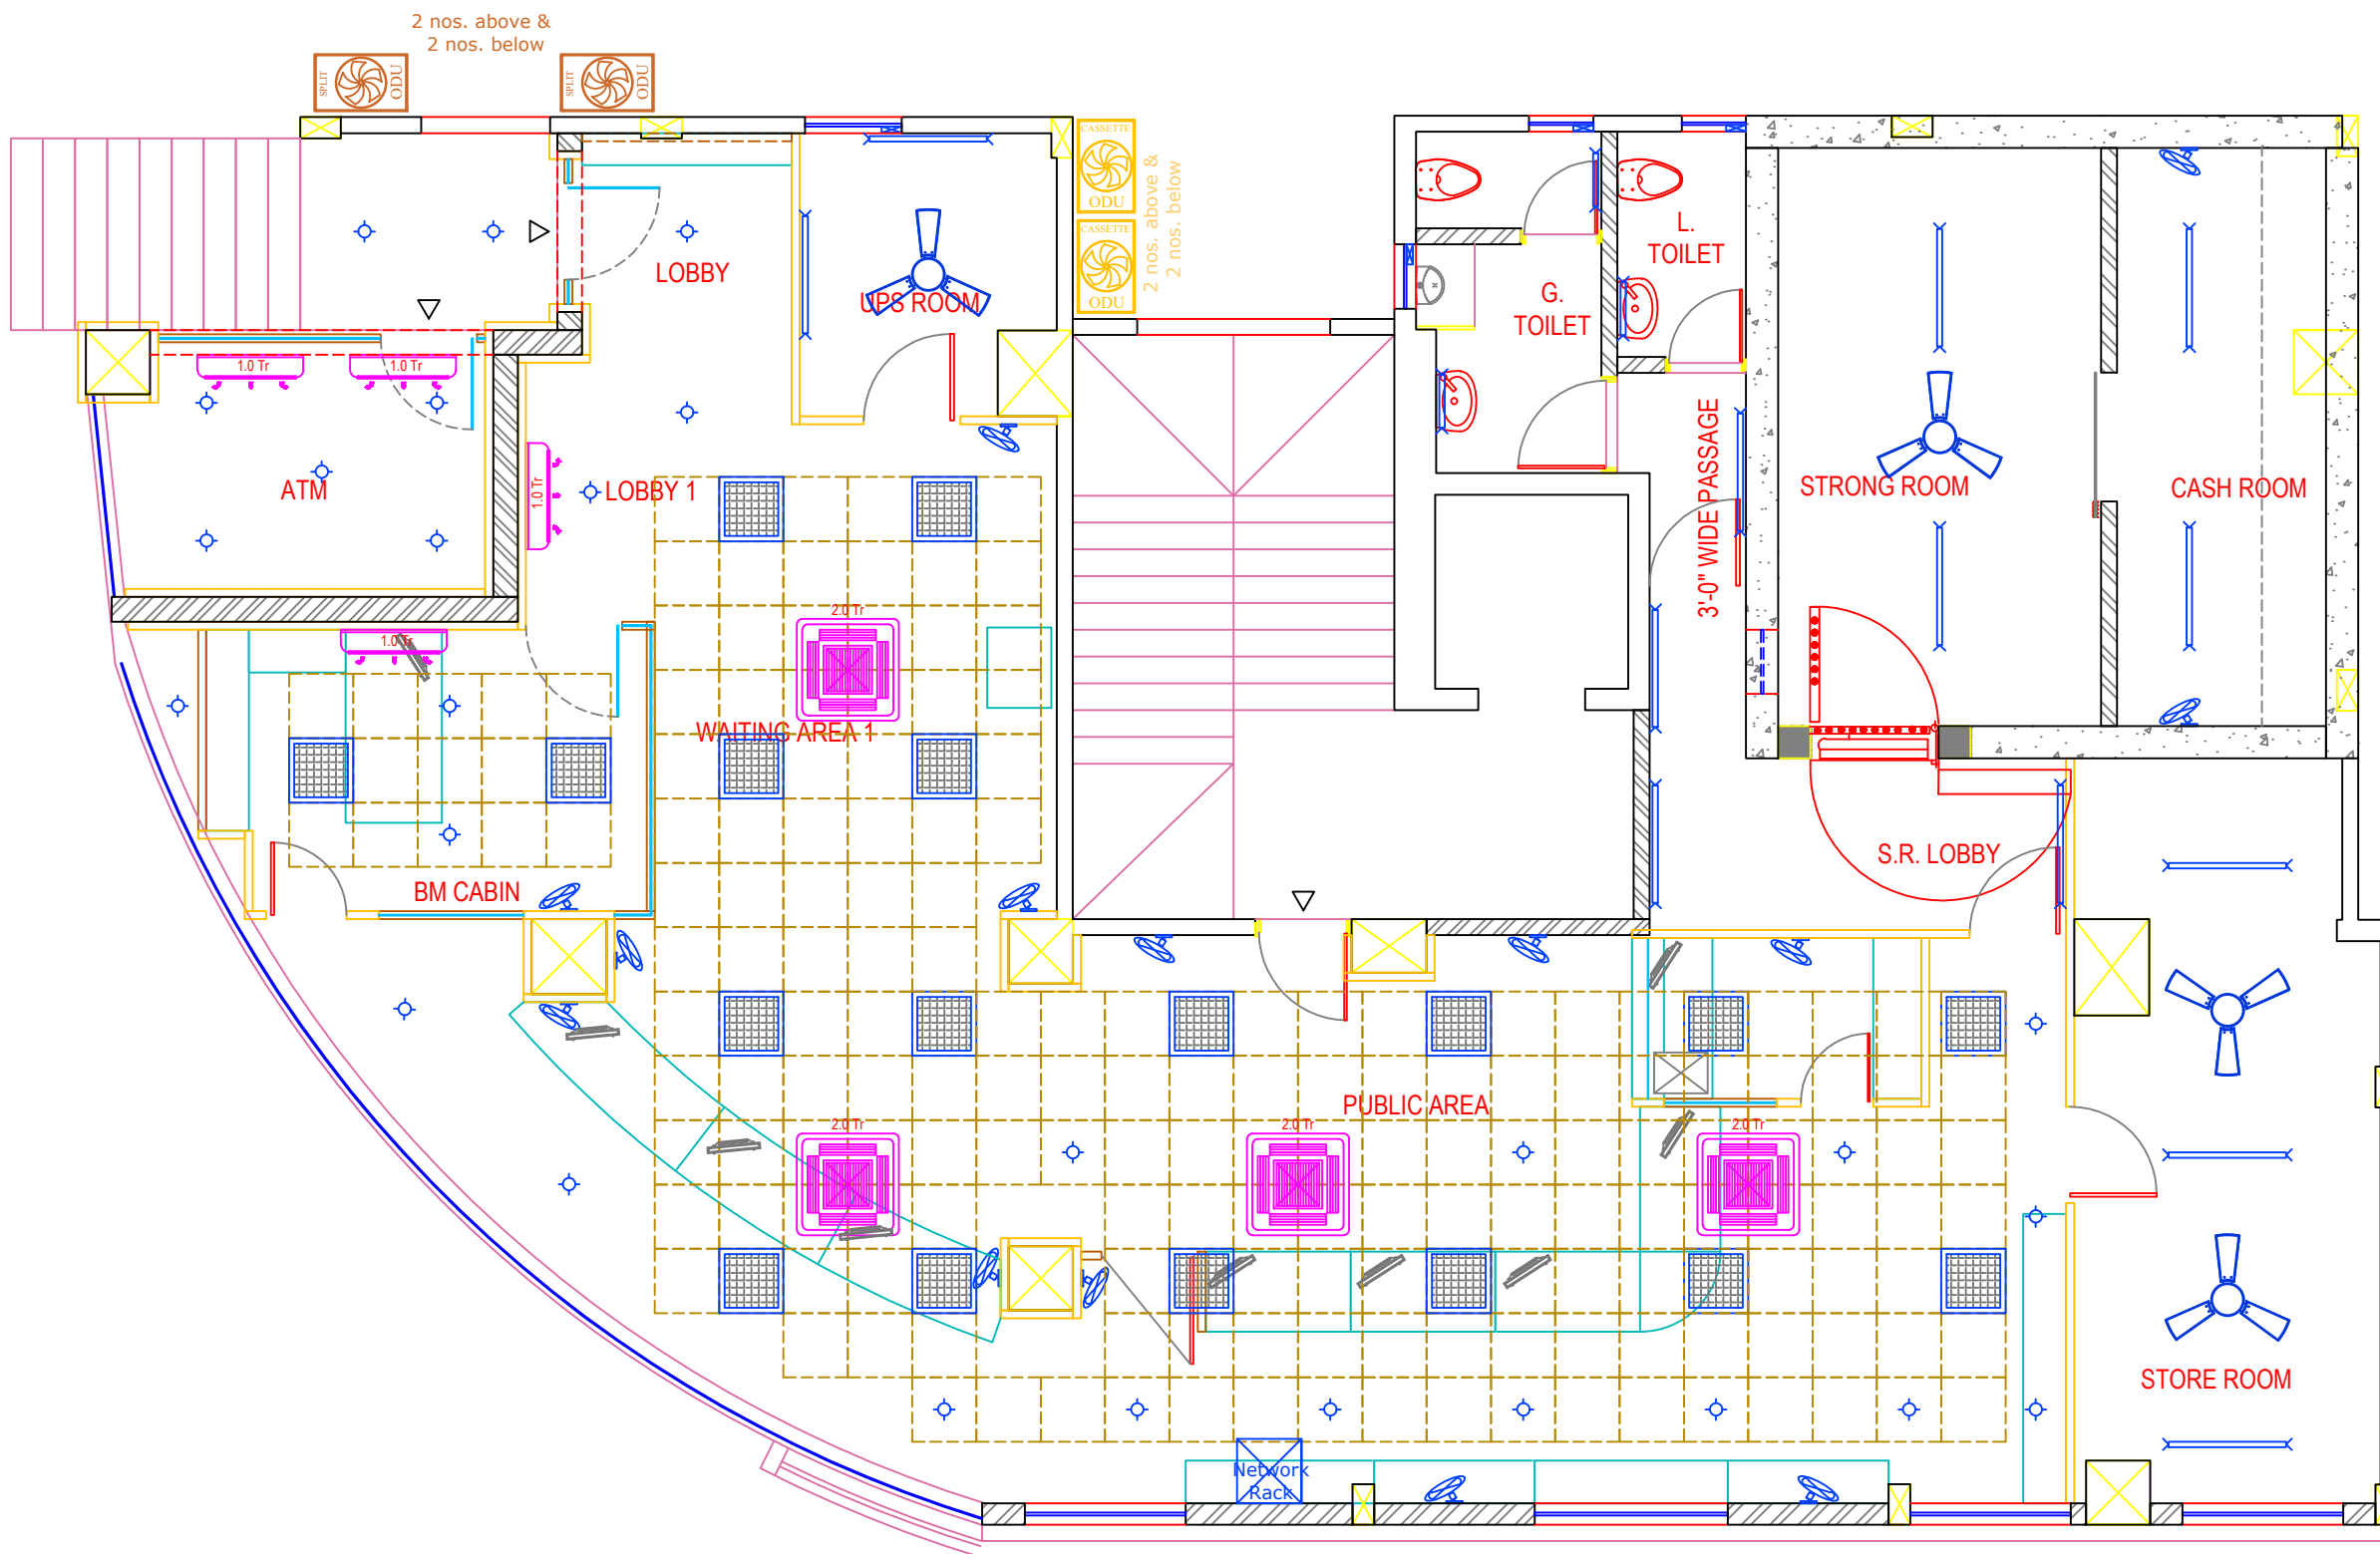 2 nos. above &
2 nos. below
SPLIT
ODU
SPLIT
ODU
CASSETTE
ODU
CASSETTE
ODU
2 nos. above &
2 nos. below
LOBBY
UPS ROOM
L.
TOILET
G.
TOILET
1.0 Tr
1.0 Tr
ATM
1.0 Tr
LOBBY 1
3'-0" WIDE PASSAGE
STRONG ROOM
CASH ROOM
2.0 Tr
1.0 Tr
WAITING AREA 1
S.R. LOBBY
BM CABIN
PUBLIC AREA
2.0 Tr
2.0 Tr
2.0 Tr
STORE ROOM
Network
Rack